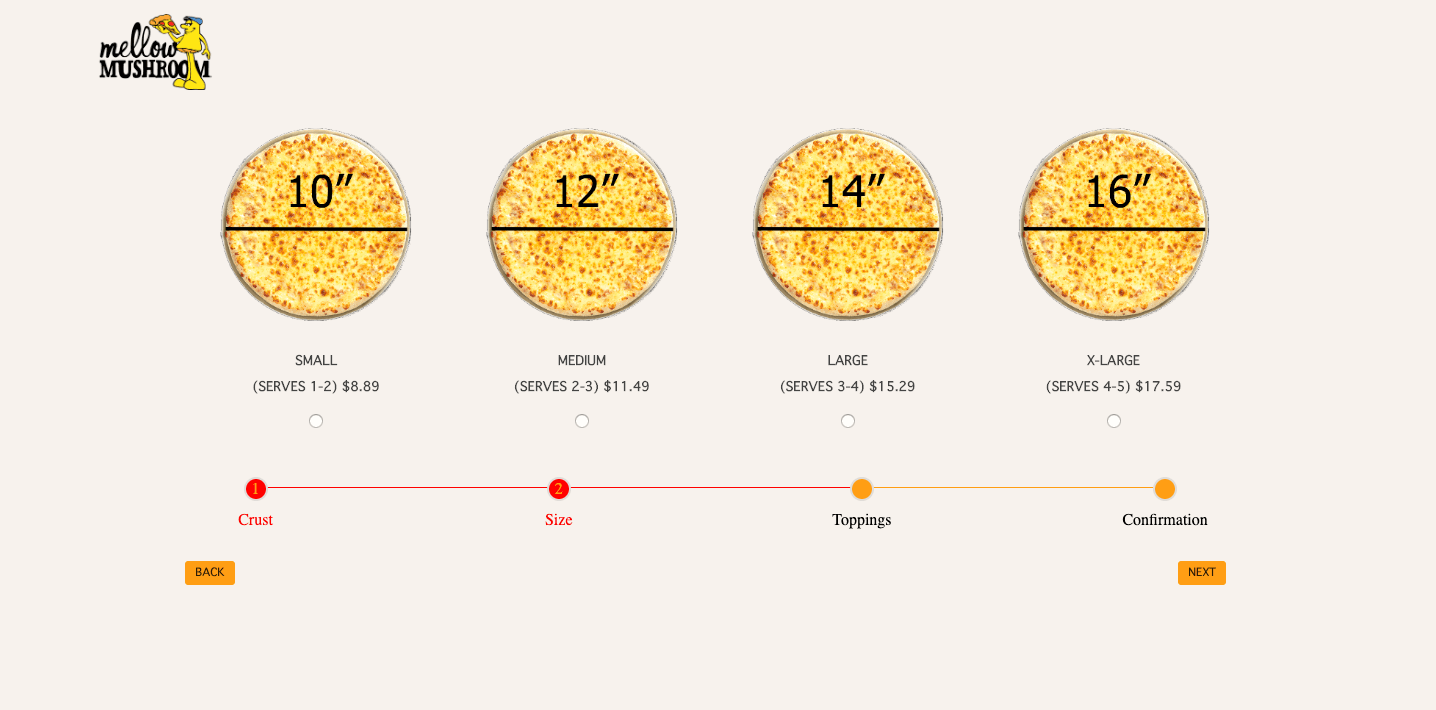 mellow
MUSHROOM
10” 12” 14” 16”
SMALL MEDIUM LARGE X-LARGE
(SERVES 1-2) $8.89 (SERVES 2-3) $11.49 (SERVES 3-4) $15.29 (SERVES 4-5) $17.59
1 2
Crust Size Toppings Confirmation
BACK NEXT